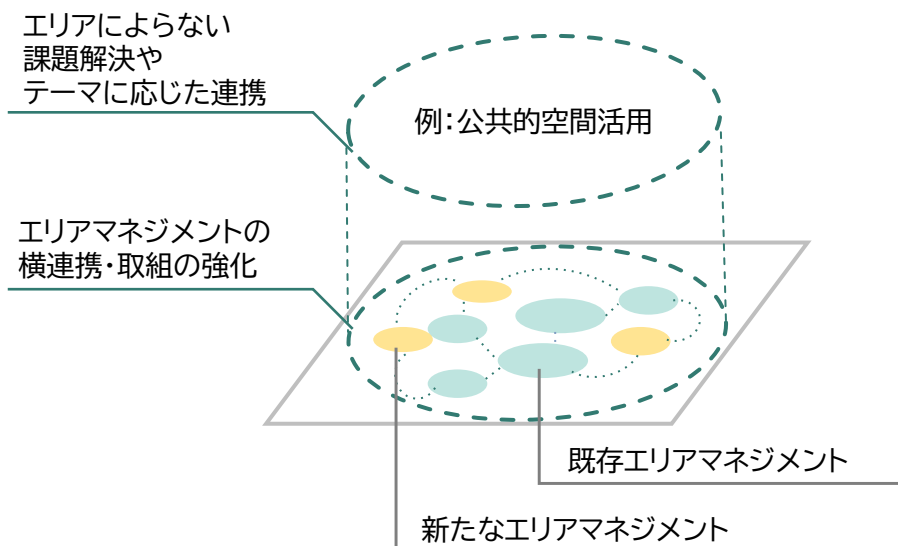 エリアによらない
課題解決や
テーマに応じた連携
例：公共的空間活用
エリアマネジメントの
横連携・取組の強化
既存エリアマネジメント
新たなエリアマネジメント